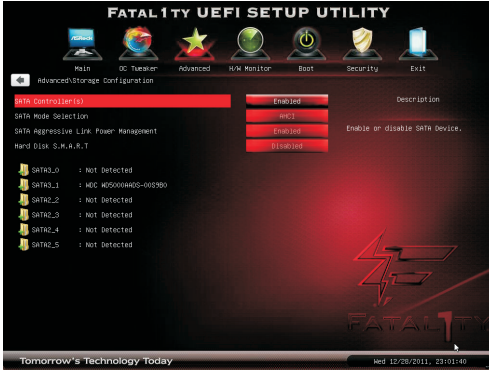 FATAL1TY UEFI SETUP UTILITY
ASRock
Main OC Tweaker Advanced H/W Monitor Boot Security Exit
Advanced\Storage Configuration
SATA Controller(s) Enabled Description
SATA Mode Selection AHCI
SATA Aggressive Link Power Management Enabled Enable or disable SATA Device.
Hard Disk S.M.A.R.T Disabled
SATA3_0 : Not Detected
SATA3_1 : WDC WD5000AADS-00S9B0
SATA2_2 : Not Detected
SATA2_3 : Not Detected
SATA2_4 : Not Detected
SATA2_5 : Not Detected
FATAL1TY
Tomorrow's Technology Today Wed 12/28/2011, 23:01:40